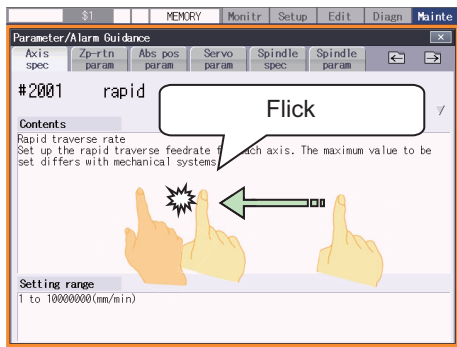 $1 MEMORY Monitr Setup Edit Diagn Mainte
Parameter/Alarm Guidance
Axis spec Zp-rtn param Abs pos param Servo param Spindle spec Spindle param
#2001 rapid
Flick
Contents
Rapid traverse rate
Set up the rapid traverse feedrate f ach axis. The maximum value to be
set differs with mechanical systems
Setting range
1 to 10000000(mm/min)